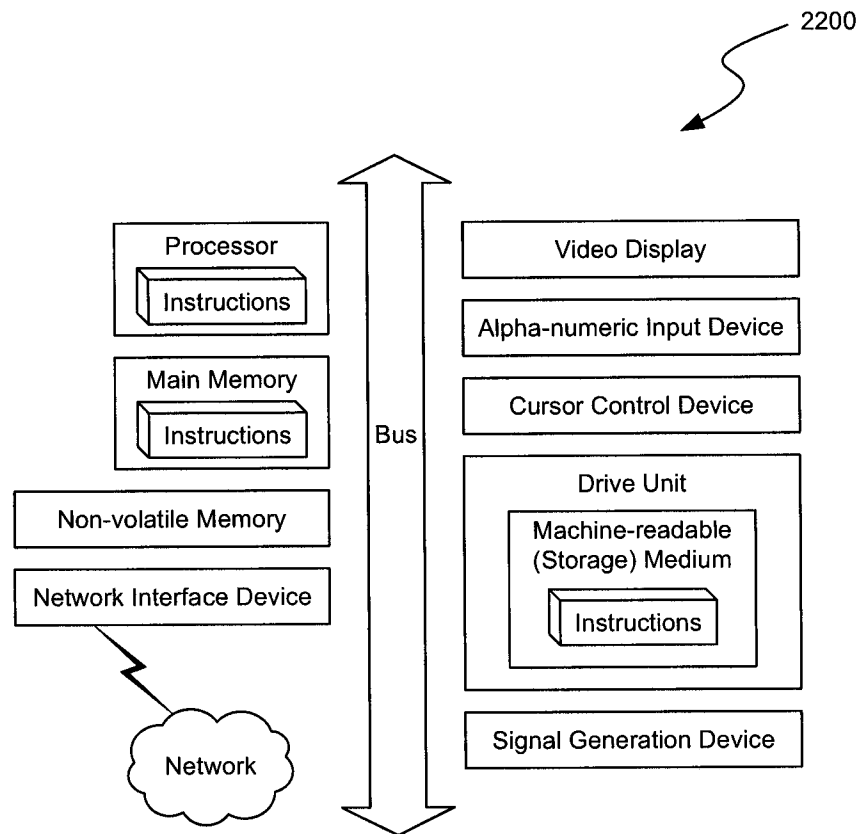 2200
Processor
Instructions
Main Memory
Instructions
Non-volatile Memory
Network Interface Device
Network
Bus
Video Display
Alpha-numeric Input Device
Cursor Control Device
Drive Unit
Machine-readable
(Storage) Medium
Instructions
Signal Generation Device